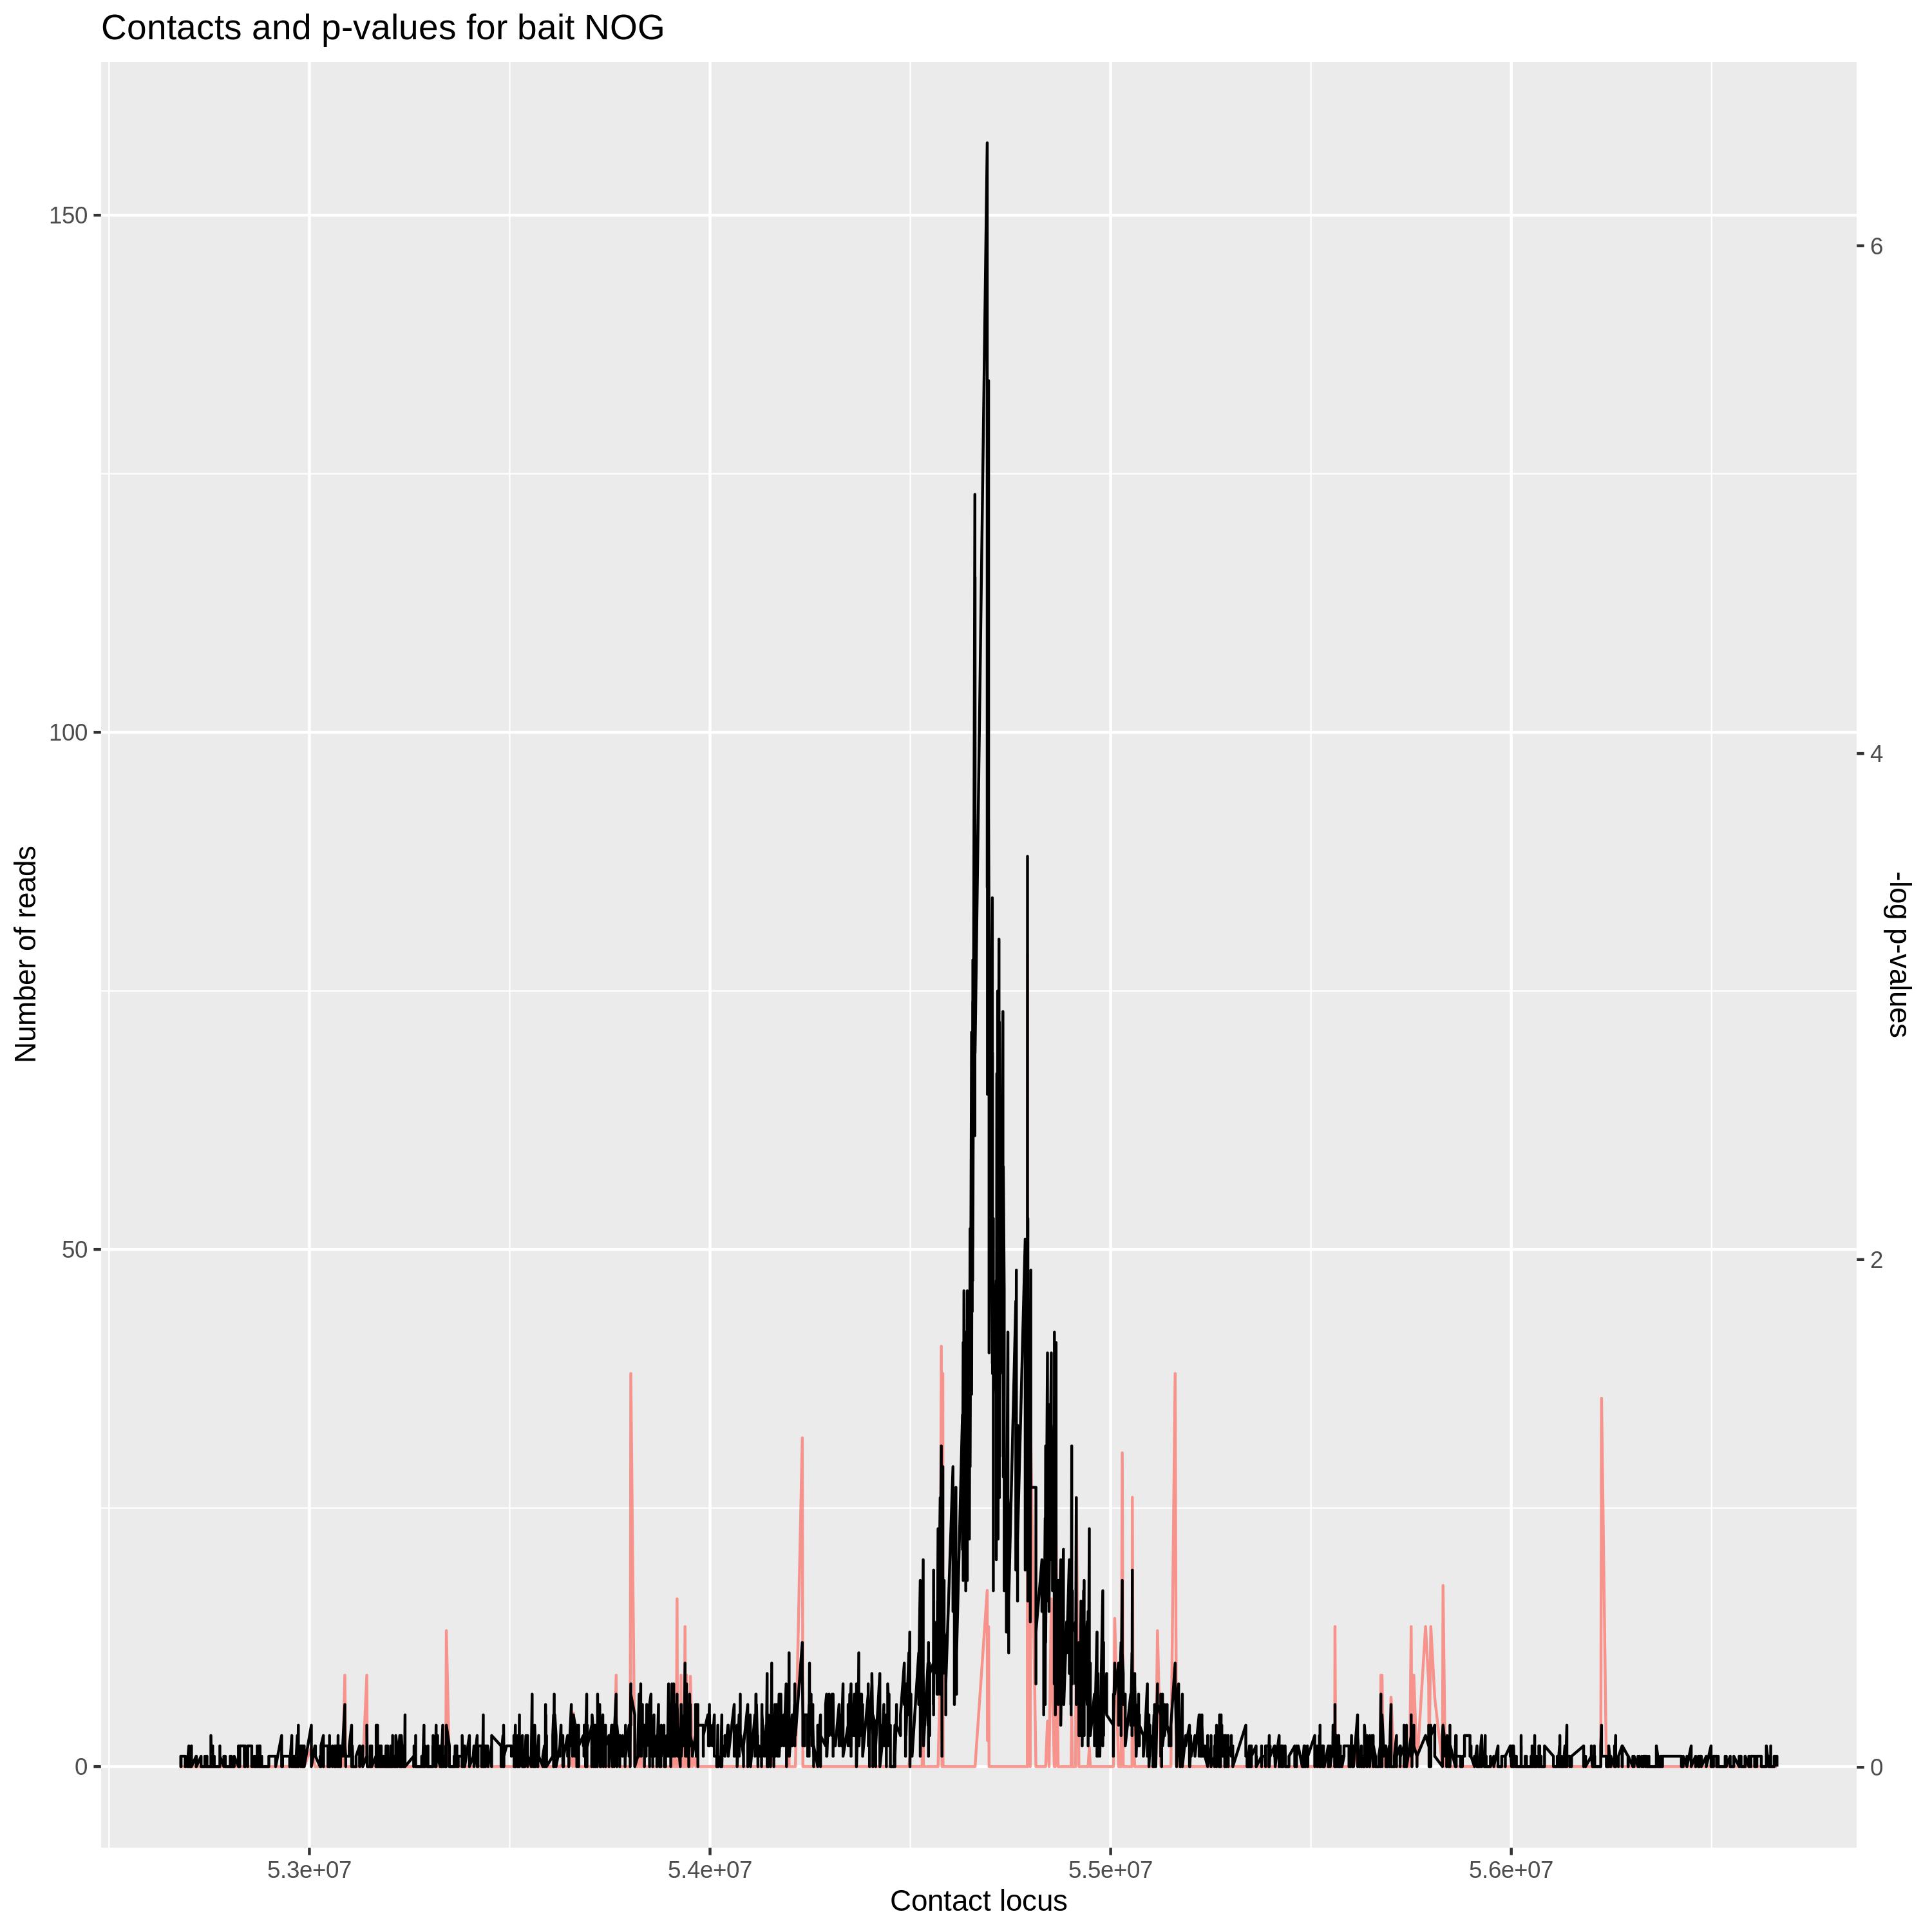 Contacts and p-values for bait NOG
150
100
50
0
Number of reads
6
4
2
0
-log p-values
5.3e+07
5.4e+07
5.5e+07
5.6e+07
Contact locus